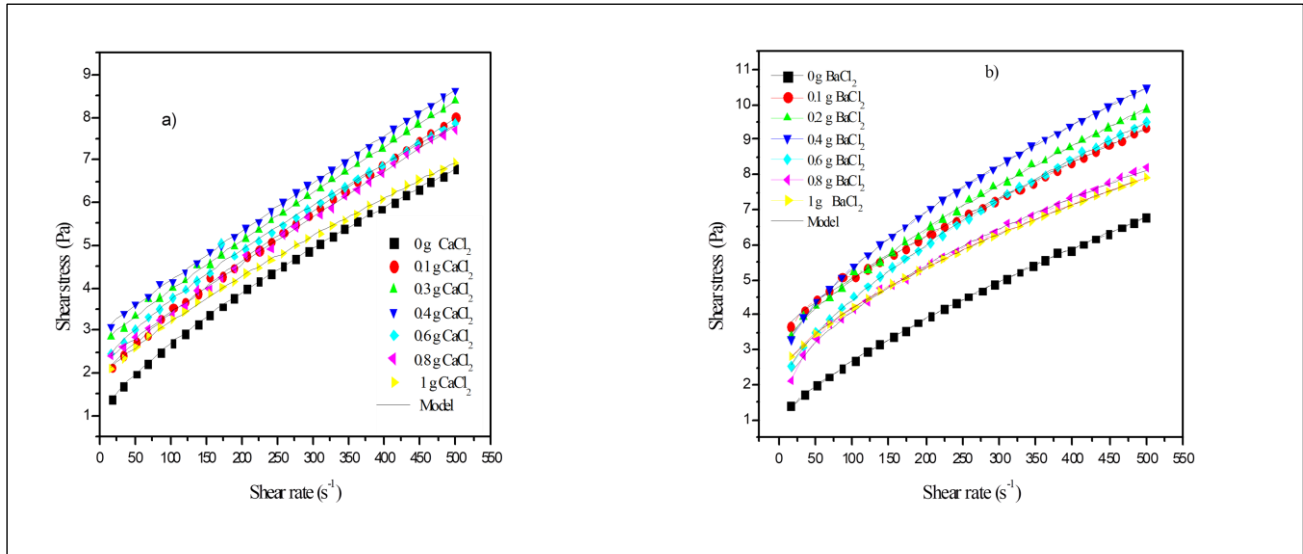 a)
Shear stress (Pa)
9
8
7
6
5
4
3
2
1
0 g CaCl2
0.1 g CaCl2
0.3 g CaCl2
0.4 g CaCl2
0.6 g CaCl2
0.8 g CaCl2
1 g CaCl2
Model
0 50 100 150 200 250 300 350 400 450 500 550
Shear rate (s-1)
b)
Shear stress (Pa)
11
10
9
8
7
6
5
4
3
2
1
0 g BaCl2
0.1 g BaCl2
0.2 g BaCl2
0.4 g BaCl2
0.6 g BaCl2
0.8 g BaCl2
1 g BaCl2
Model
0 50 100 150 200 250 300 350 400 450 500 550
Shear rate (s-1)